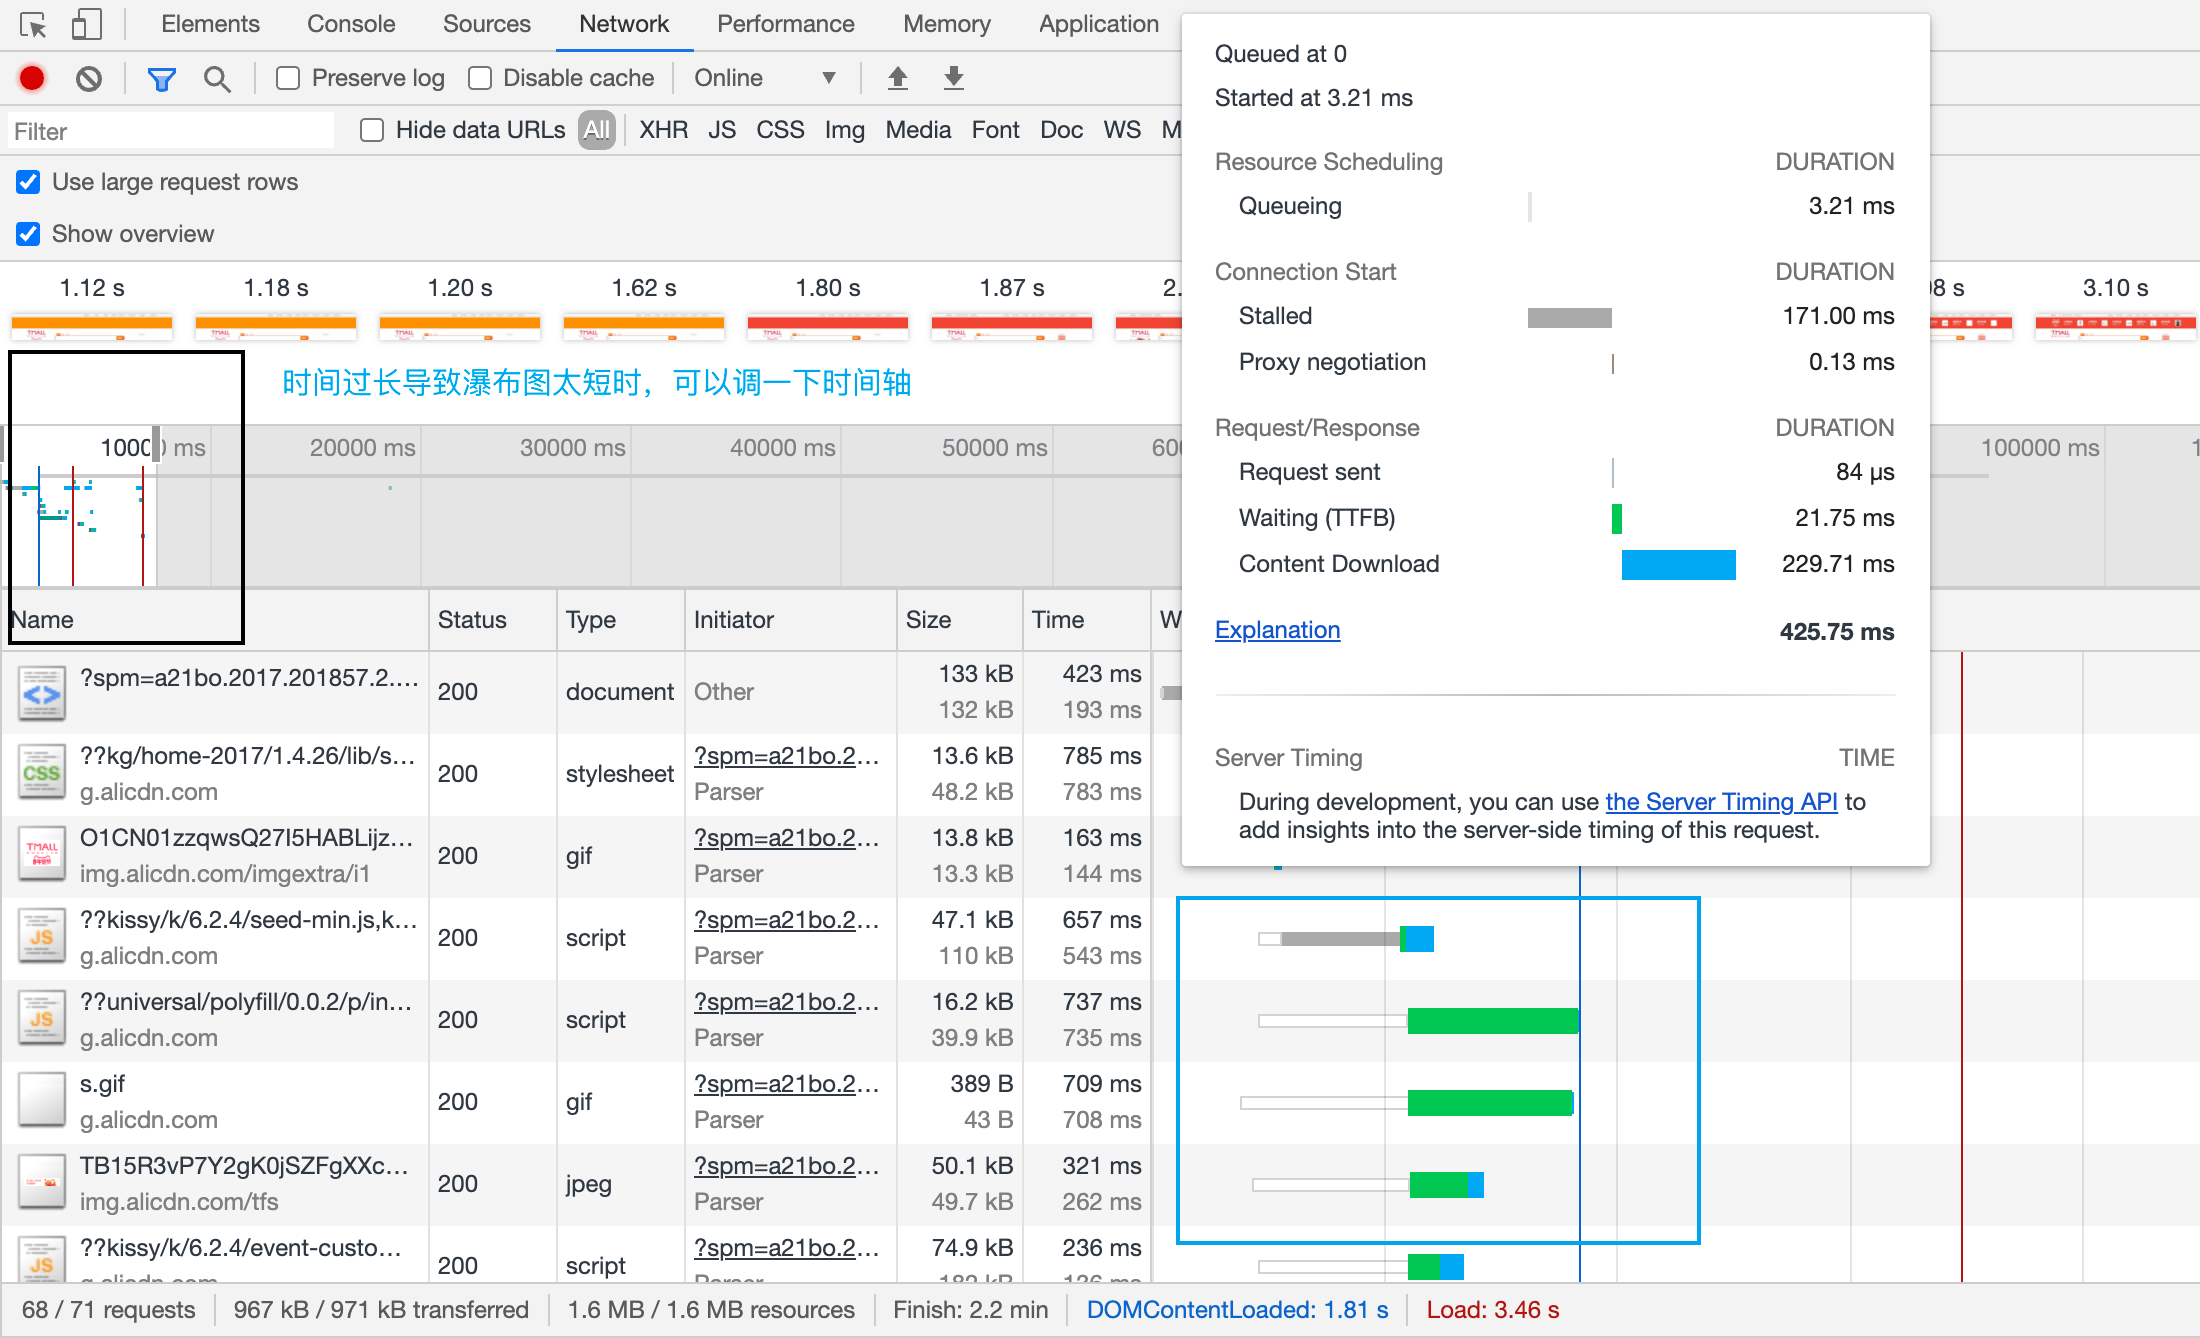 Elements Console Sources Network Performance Memory Application
Preserve log Disable cache Online
Filter Hide data URLs All XHR JS CSS Img Media Font Doc WS M
Use large request rows
Show overview
1.12 s 1.18 s 1.20 s 1.62 s 1.80 s 1.87 s 2. 8 s 3.10 s
时间过长导致瀑布图太短时，可以调一下时间轴
10000 ms 20000 ms 30000 ms 40000 ms 50000 ms 60 100000 ms 1
Queued at 0
Started at 3.21 ms
Resource Scheduling DURATION
Queueing 3.21 ms
Connection Start DURATION
Stalled 171.00 ms
Proxy negotiation 0.13 ms
Request/Response DURATION
Request sent 84 μs
Waiting (TTFB) 21.75 ms
Content Download 229.71 ms
Explanation 425.75 ms
Server Timing TIME
During development, you can use the Server Timing API to
add insights into the server-side timing of this request.
Name Status Type Initiator Size Time W
?spm=a21bo.2017.201857.2.... 200 document Other 133 kB 423 ms
132 kB 193 ms
??kg/home-2017/1.4.26/lib/s... 200 stylesheet ?spm=a21bo.2... 13.6 kB 785 ms
g.alicdn.com Parser 48.2 kB 783 ms
O1CN01zzqwsQ27I5HABLijz... 200 gif ?spm=a21bo.2... 13.8 kB 163 ms
img.alicdn.com/imgextra/i1 Parser 13.3 kB 144 ms
??kissy/k/6.2.4/seed-min.js,k... 200 script ?spm=a21bo.2... 47.1 kB 657 ms
g.alicdn.com Parser 110 kB 543 ms
??universal/polyfill/0.0.2/p/in... 200 script ?spm=a21bo.2... 16.2 kB 737 ms
g.alicdn.com Parser 39.9 kB 735 ms
s.gif 200 gif ?spm=a21bo.2... 389 B 709 ms
g.alicdn.com Parser 43 B 708 ms
TB15R3vP7Y2gK0jSZFgXXc... 200 jpeg ?spm=a21bo.2... 50.1 kB 321 ms
img.alicdn.com/tfs Parser 49.7 kB 262 ms
??kissy/k/6.2.4/event-custo... 200 script ?spm=a21bo.2... 74.9 kB 236 ms
g.alicdn.com Parser 182 kB 136 ms
68 / 71 requests 967 kB / 971 kB transferred 1.6 MB / 1.6 MB resources Finish: 2.2 min DOMContentLoaded: 1.81 s Load: 3.46 s